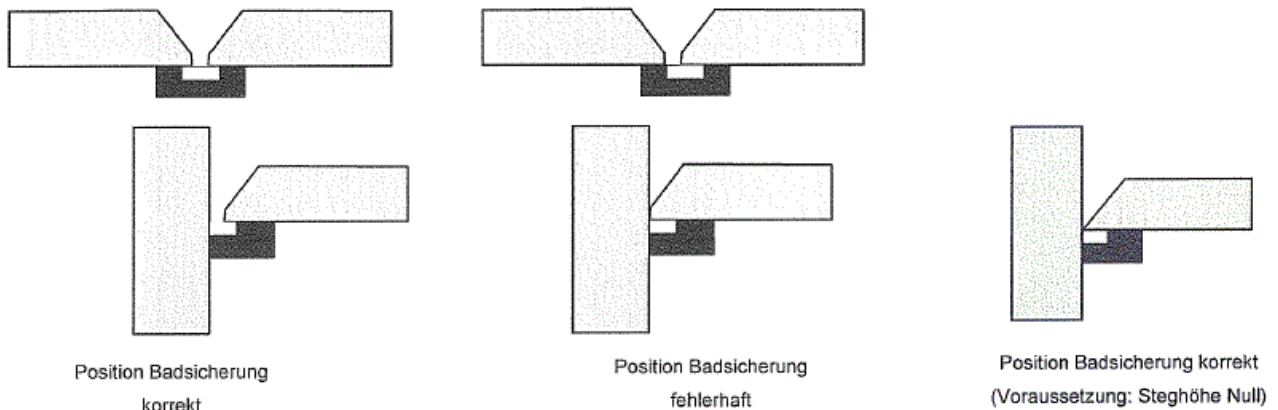 Position Badsicherung
korrekt
Position Badsicherung
fehlerhaft
Position Badsicherung korrekt
(Voraussetzung: Steghöhe Null)